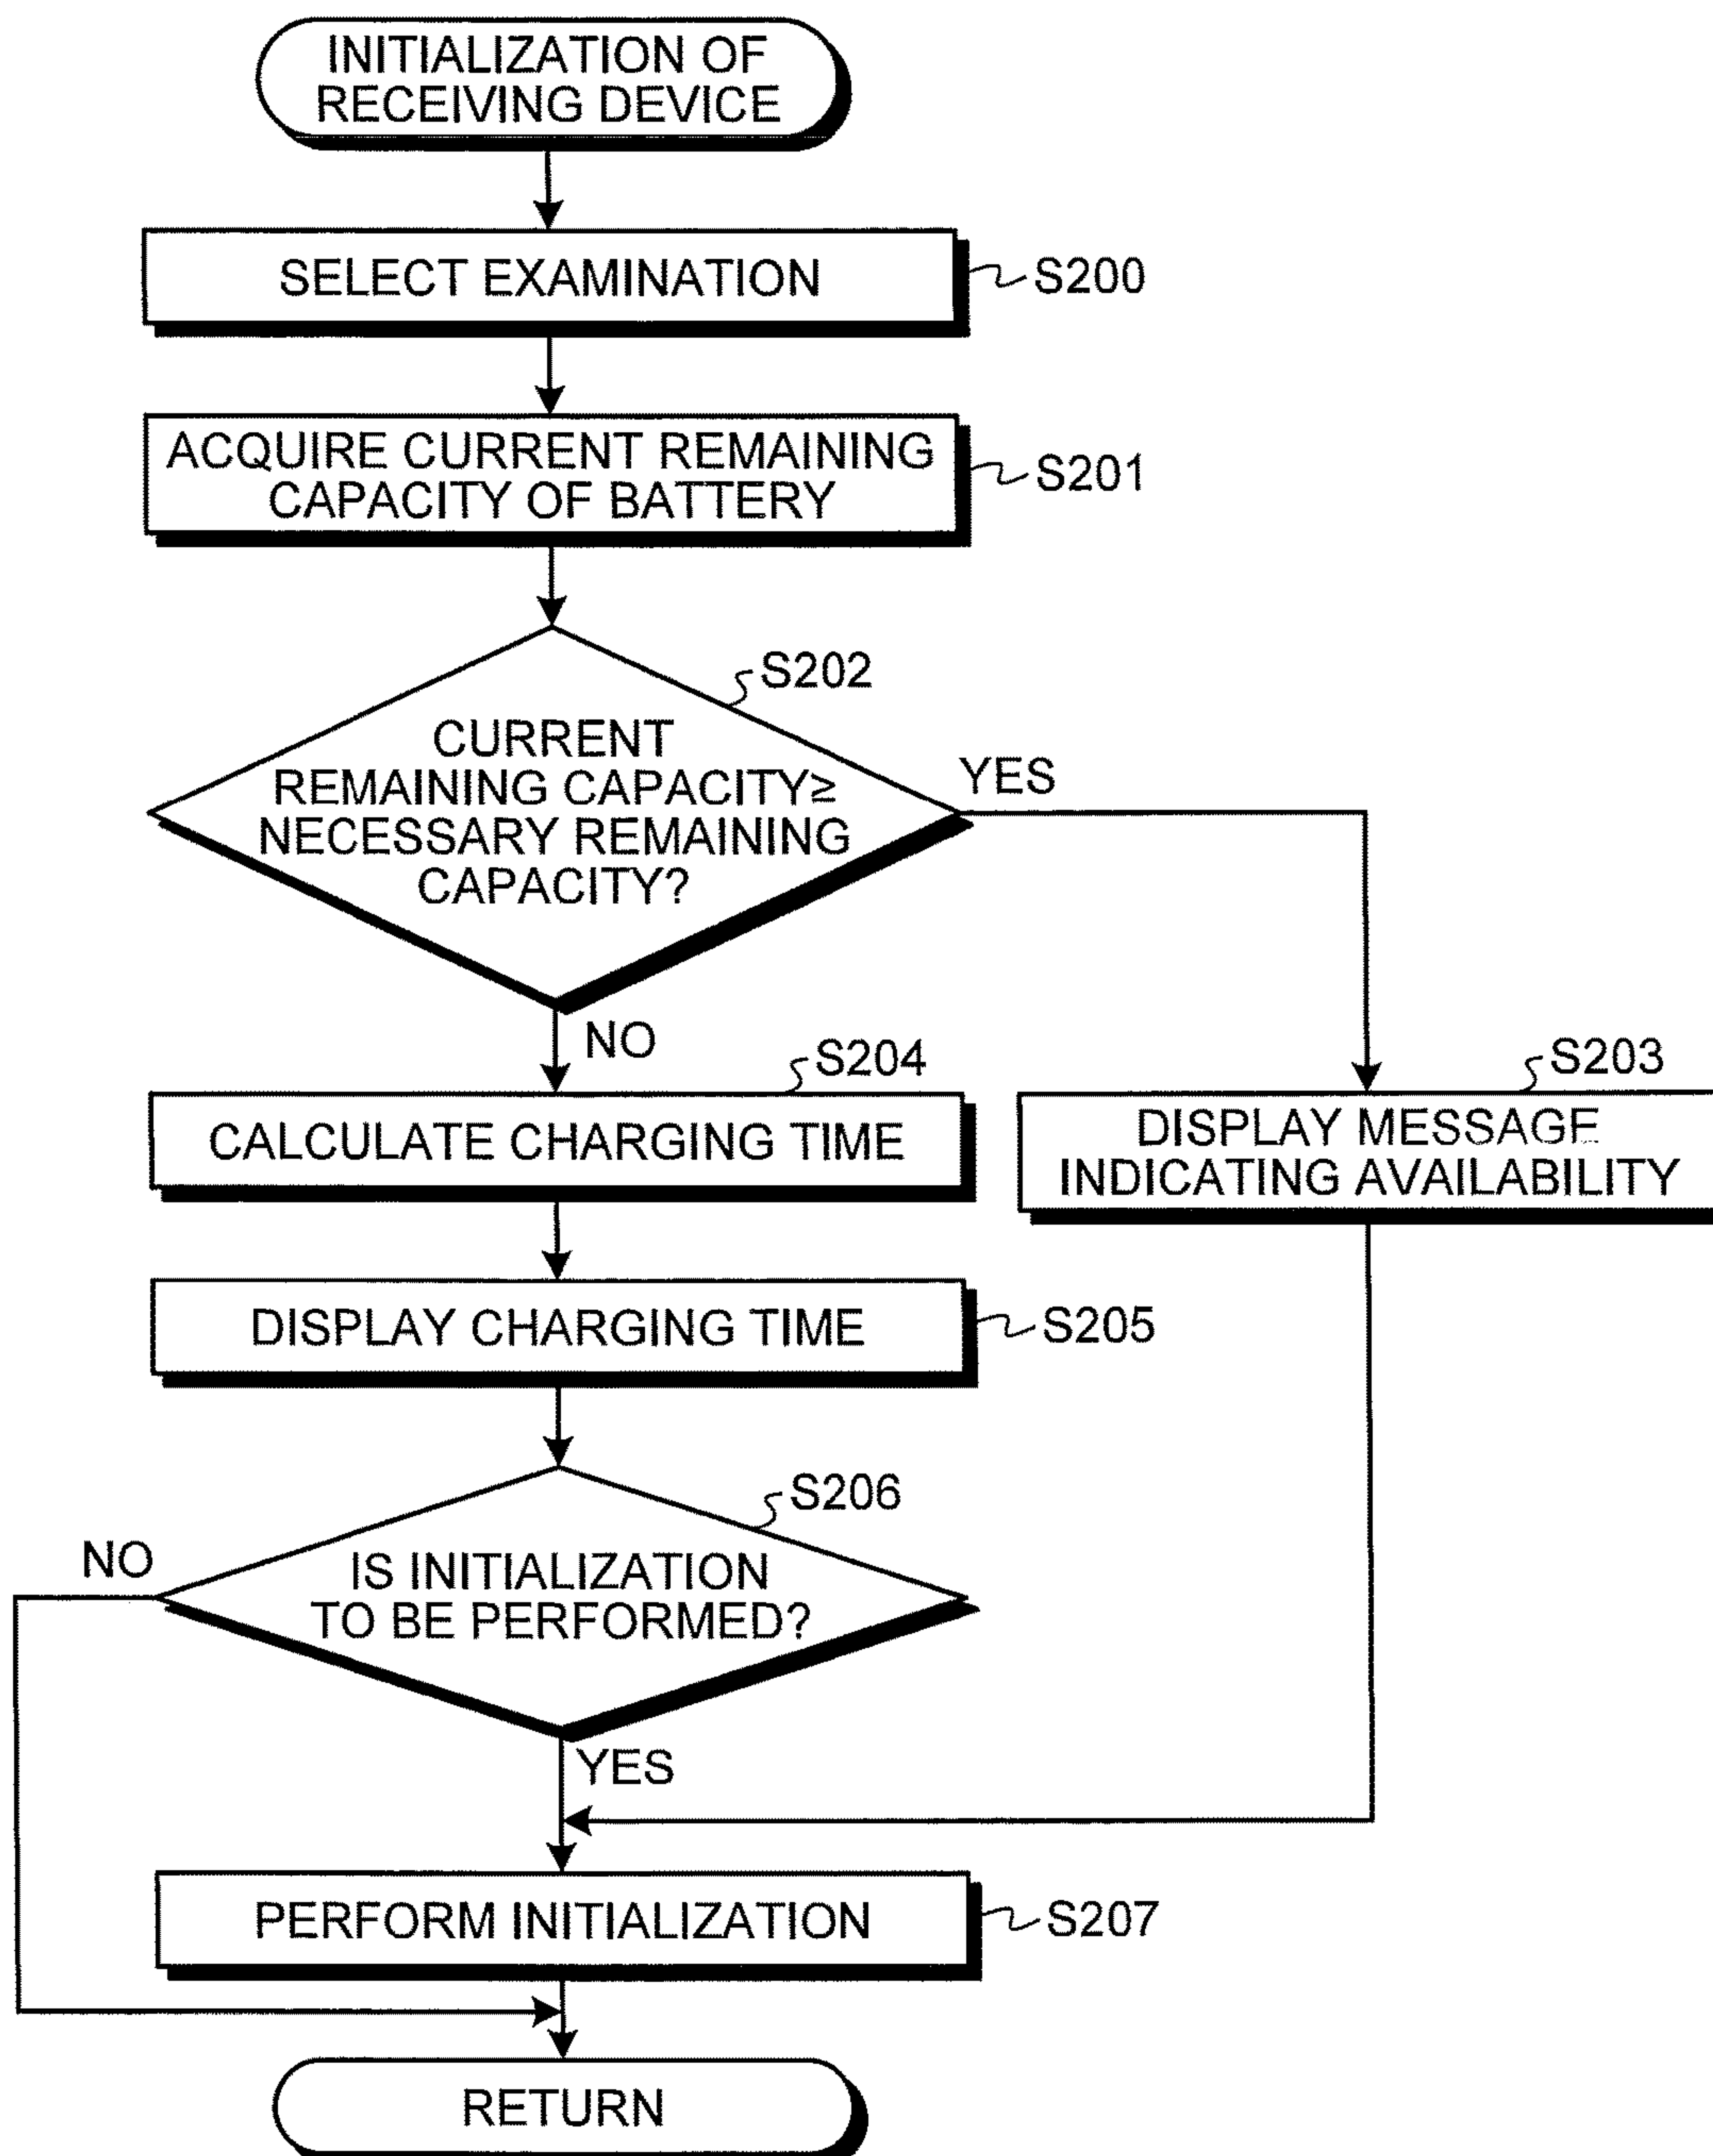 INITIALIZATION OF
RECEIVING DEVICE
SELECT EXAMINATION
S200
ACQUIRE CURRENT REMAINING
CAPACITY OF BATTERY
S201
S202
CURRENT
REMAINING CAPACITY≥
NECESSARY REMAINING
CAPACITY?
YES
NO
S204
CALCULATE CHARGING TIME
S203
DISPLAY MESSAGE
INDICATING AVAILABILITY
DISPLAY CHARGING TIME
S205
S206
NO
IS INITIALIZATION
TO BE PERFORMED?
YES
PERFORM INITIALIZATION
S207
RETURN